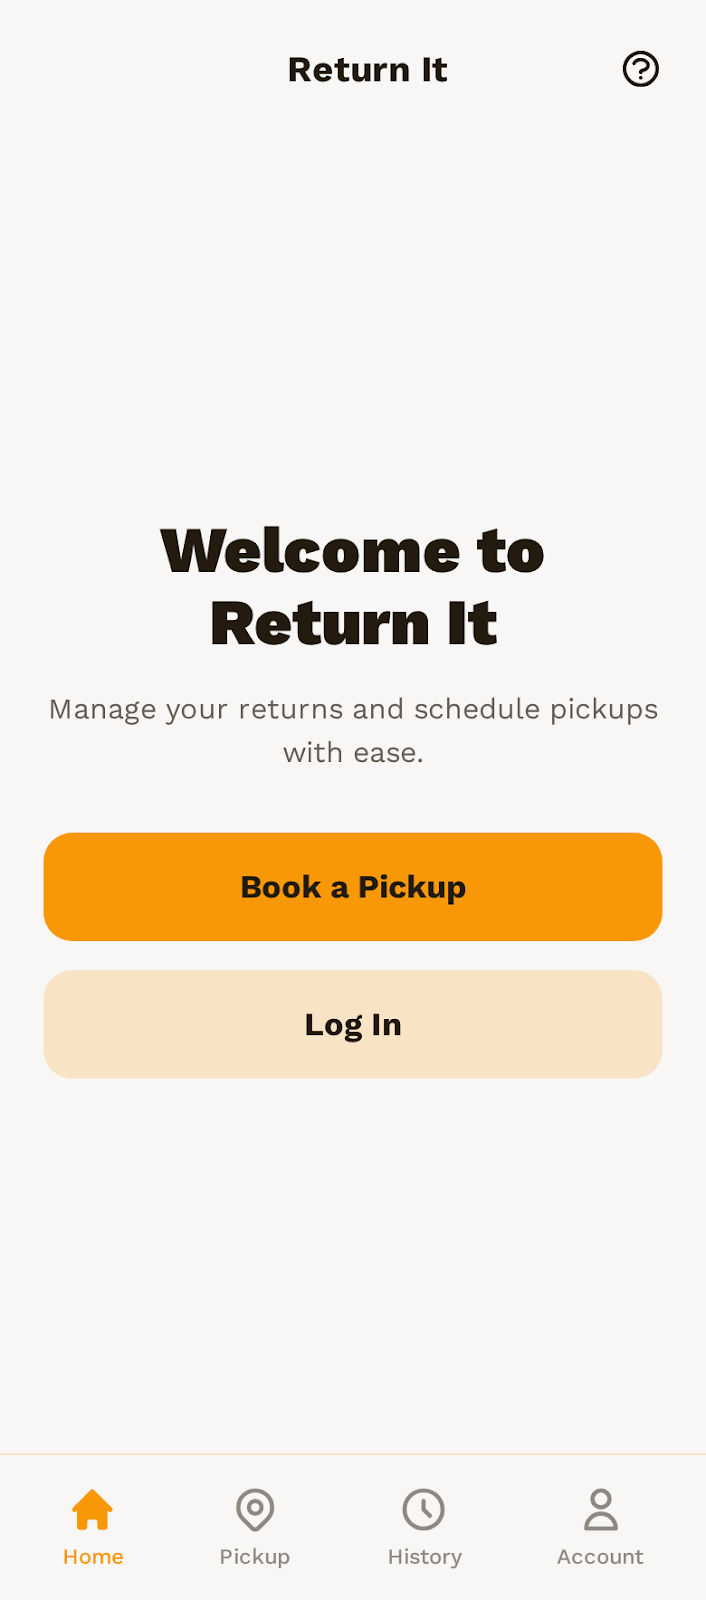 Return It
Welcome to
Return It
Manage your returns and schedule pickups
with ease.
Book a Pickup
Log In
Home
Pickup
History
Account